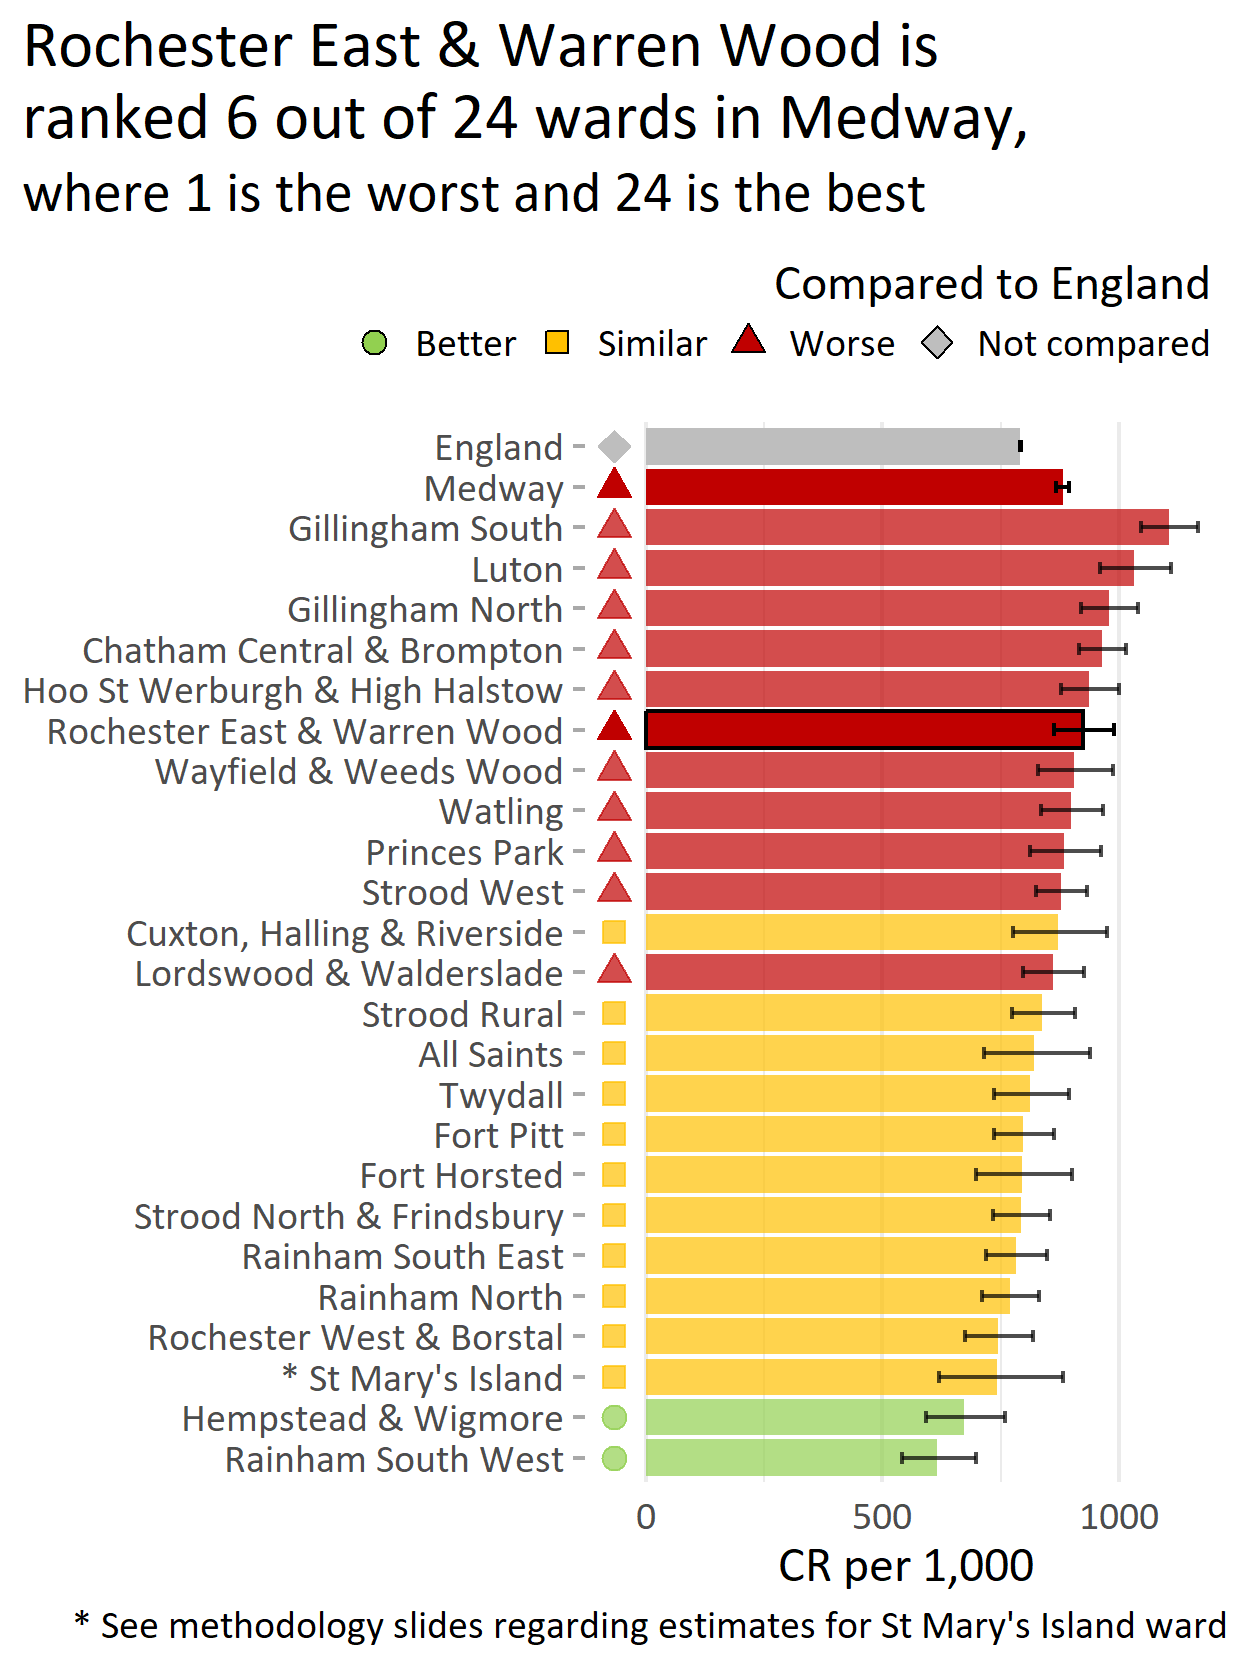 Rochester East & Warren Wood is
ranked 6 out of 24 wards in Medway,
where 1 is the worst and 24 is the best
Compared to England
Better Similar Worse Not compared
England
Medway
Gillingham South
Luton
Gillingham North
Chatham Central & Brompton
Hoo St Werburgh & High Halstow
Rochester East & Warren Wood
Wayfield & Weeds Wood
Watling
Princes Park
Strood West
Cuxton, Halling & Riverside
Lordswood & Walderslade
Strood Rural
All Saints
Twydall
Fort Pitt
Fort Horsted
Strood North & Frindsbury
Rainham South East
Rainham North
Rochester West & Borstal
* St Mary's Island
Hempstead & Wigmore
Rainham South West
0 500 1000
CR per 1,000
* See methodology slides regarding estimates for St Mary's Island ward